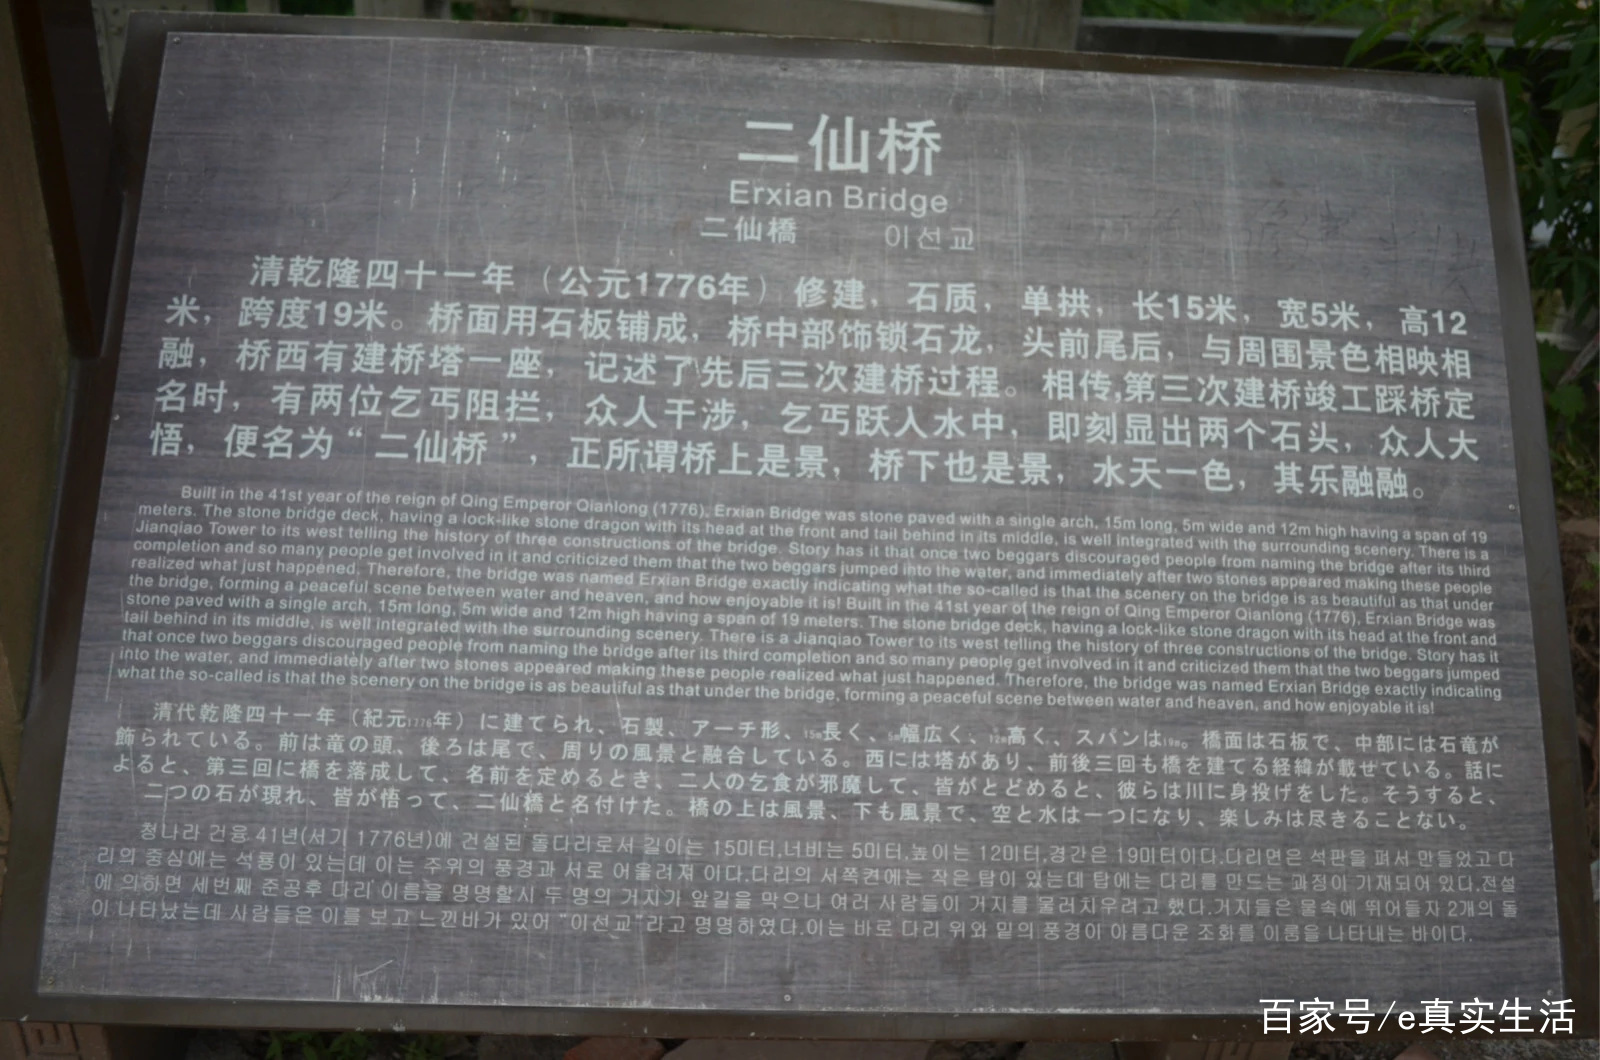 二仙桥
Erxian Bridge
二仙橋 이선교
清乾隆四十一年（公元1776年）修建，石质，单拱，长15米，宽5米，高12
米，跨度19米。桥面用石板铺成，桥中部饰锁石龙，头前尾后，与周围景色相映相
融，桥西有建桥塔一座，记述了先后三次建桥过程。相传,第三次建桥竣工踩桥定
名时，有两位乞丐阻拦，众人干涉，乞丐跃入水中，即刻显出两个石头，众人大
悟，便名为“二仙桥”，正所谓桥上是景，桥下也是景，水天一色，其乐融融。
Built in the 41st year of the reign of Qing Emperor Qianlong (1776), Erxian Bridge was stone paved with a single arch, 15m long, 5m wide and 12m high having a span of 19
meters. The stone bridge deck, having a lock-like stone dragon with its head at the front and tail behind in its middle, is well integrated with the surrounding scenery. There is a
Jianqiao Tower to its west telling the history of three constructions of the bridge. Story has it that once two beggars discouraged people from naming the bridge after its third
completion and so many people get involved in it and criticized them that the two beggars jumped into the water, and immediately after two stones appeared making these people
realized what just happened. Therefore, the bridge was named Erxian Bridge exactly indicating what the so-called is that the scenery on the bridge is as beautiful as that under
the bridge, forming a peaceful scene between water and heaven, and how enjoyable it is! Built in the 41st year of the reign of Qing Emperor Qianlong (1776), Erxian Bridge was
stone paved with a single arch, 15m long, 5m wide and 12m high having a span of 19 meters. The stone bridge deck, having a lock-like stone dragon with its head at the front and
tail behind in its middle, is well integrated with the surrounding scenery. There is a Jianqiao Tower to its west telling the history of three constructions of the bridge. Story has it
that once two beggars discouraged people from naming the bridge after its third completion and so many people get involved in it and criticized them that the two beggars jumped
into the water, and immediately after two stones appeared making these people realized what just happened. Therefore, the bridge was named Erxian Bridge exactly indicating
what the so-called is that the scenery on the bridge is as beautiful as that under the bridge, forming a peaceful scene between water and heaven, and how enjoyable it is!
清代乾隆四十一年（紀元1776年）に建てられ、石製、アーチ形、15m長く、5m幅広く、12m高く、スパンは19m。橋面は石板で、中部には石竜が
飾られている。前は竜の頭、後ろは尾で、周りの風景と融合している。西には塔があり、前後三回も橋を建てる経緯が載せている。話に
よると、第三回に橋を落成して、名前を定めるとき、二人の乞食が邪魔して、皆がとどめると、彼らは川に身投げをした。そうすると、
二つの石が現れ、皆が悟って、二仙橋と名付けた。橋の上は風景、下も風景で、空と水は一つになり、楽しみは尽きることない。
청나라 건융 41년(서기 1776년)에 건설된 돌다리로서 길이는 15미터,너비는 5미터,높이는 12미터,경간은 19미터이다.다리면은 석판을 펴서 만들었고 다
리의 중심에는 석룡이 있는데 이는 주위의 풍경과 서로 어울려져 이다.다리의 서쪽켠에는 작은 탑이 있는데 탑에는 다리를 만드는 과정이 기재되어 있다.전설
에 의하면 세번째 준공후 다리 이름을 명명할시 두 명의 거지가 앞길을 막으니 여러 사람들이 거지를 물러치우려고 했다.거지들은 물속에 뛰어들자 2개의 돌
이 나타났는데 사람들은 이를 보고 느낀바가 있어 “이선교”라고 명명하였다.이는 바로 다리 위와 밑의 풍경이 아름다운 조화를 이룸을 나타내는 바이다.
百家号/e真实生活